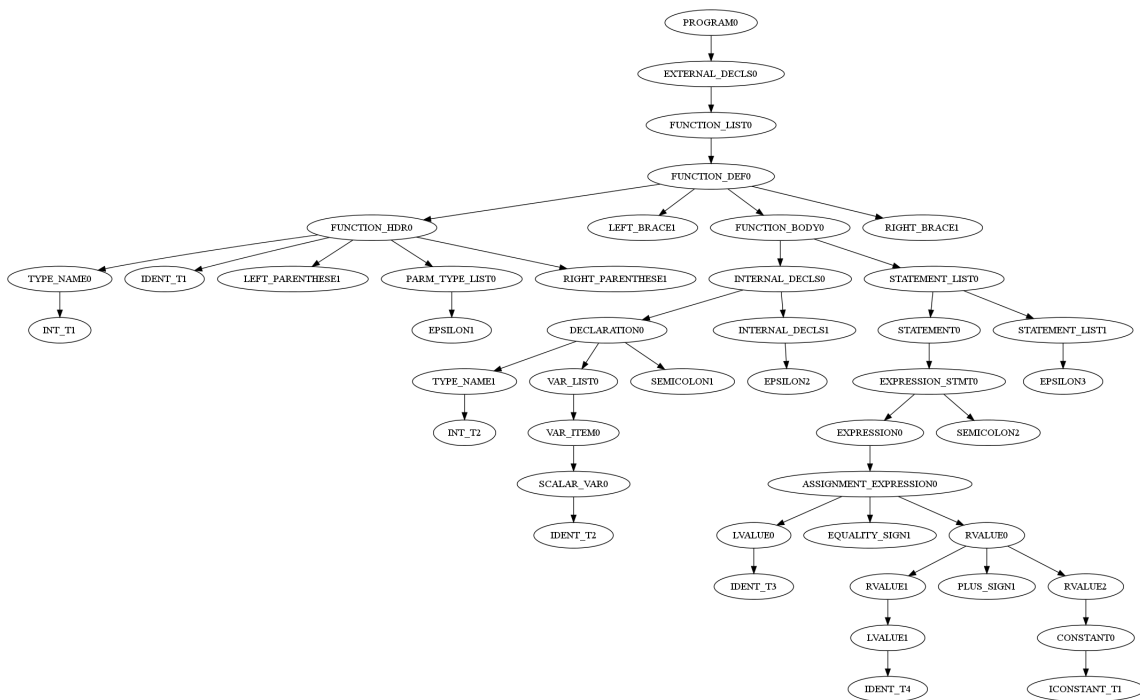 PROGRAM0
EXTERNAL_DECLS0
FUNCTION_LIST0
FUNCTION_DEF0
FUNCTION_HDR0 LEFT_BRACE1 FUNCTION_BODY0 RIGHT_BRACE1
TYPE_NAME0 IDENT_T1 LEFT_PARENTHESE1 PARM_TYPE_LIST0 RIGHT_PARENTHESE1 INTERNAL_DECLS0 STATEMENT_LIST0
INT_T1 EPSILON1 DECLARATION0 INTERNAL_DECLS1 STATEMENT0 STATEMENT_LIST1
TYPE_NAME1 VAR_LIST0 SEMICOLON1 EPSILON2 EXPRESSION_STMT0 EPSILON3
INT_T2 VAR_ITEM0 EXPRESSION0 SEMICOLON2
SCALAR_VAR0 ASSIGNMENT_EXPRESSION0
IDENT_T2 LVALUE0 EQUALITY_SIGN1 RVALUE0
IDENT_T3 RVALUE1 PLUS_SIGN1 RVALUE2
LVALUE1 CONSTANT0
IDENT_T4 ICONSTANT_T1